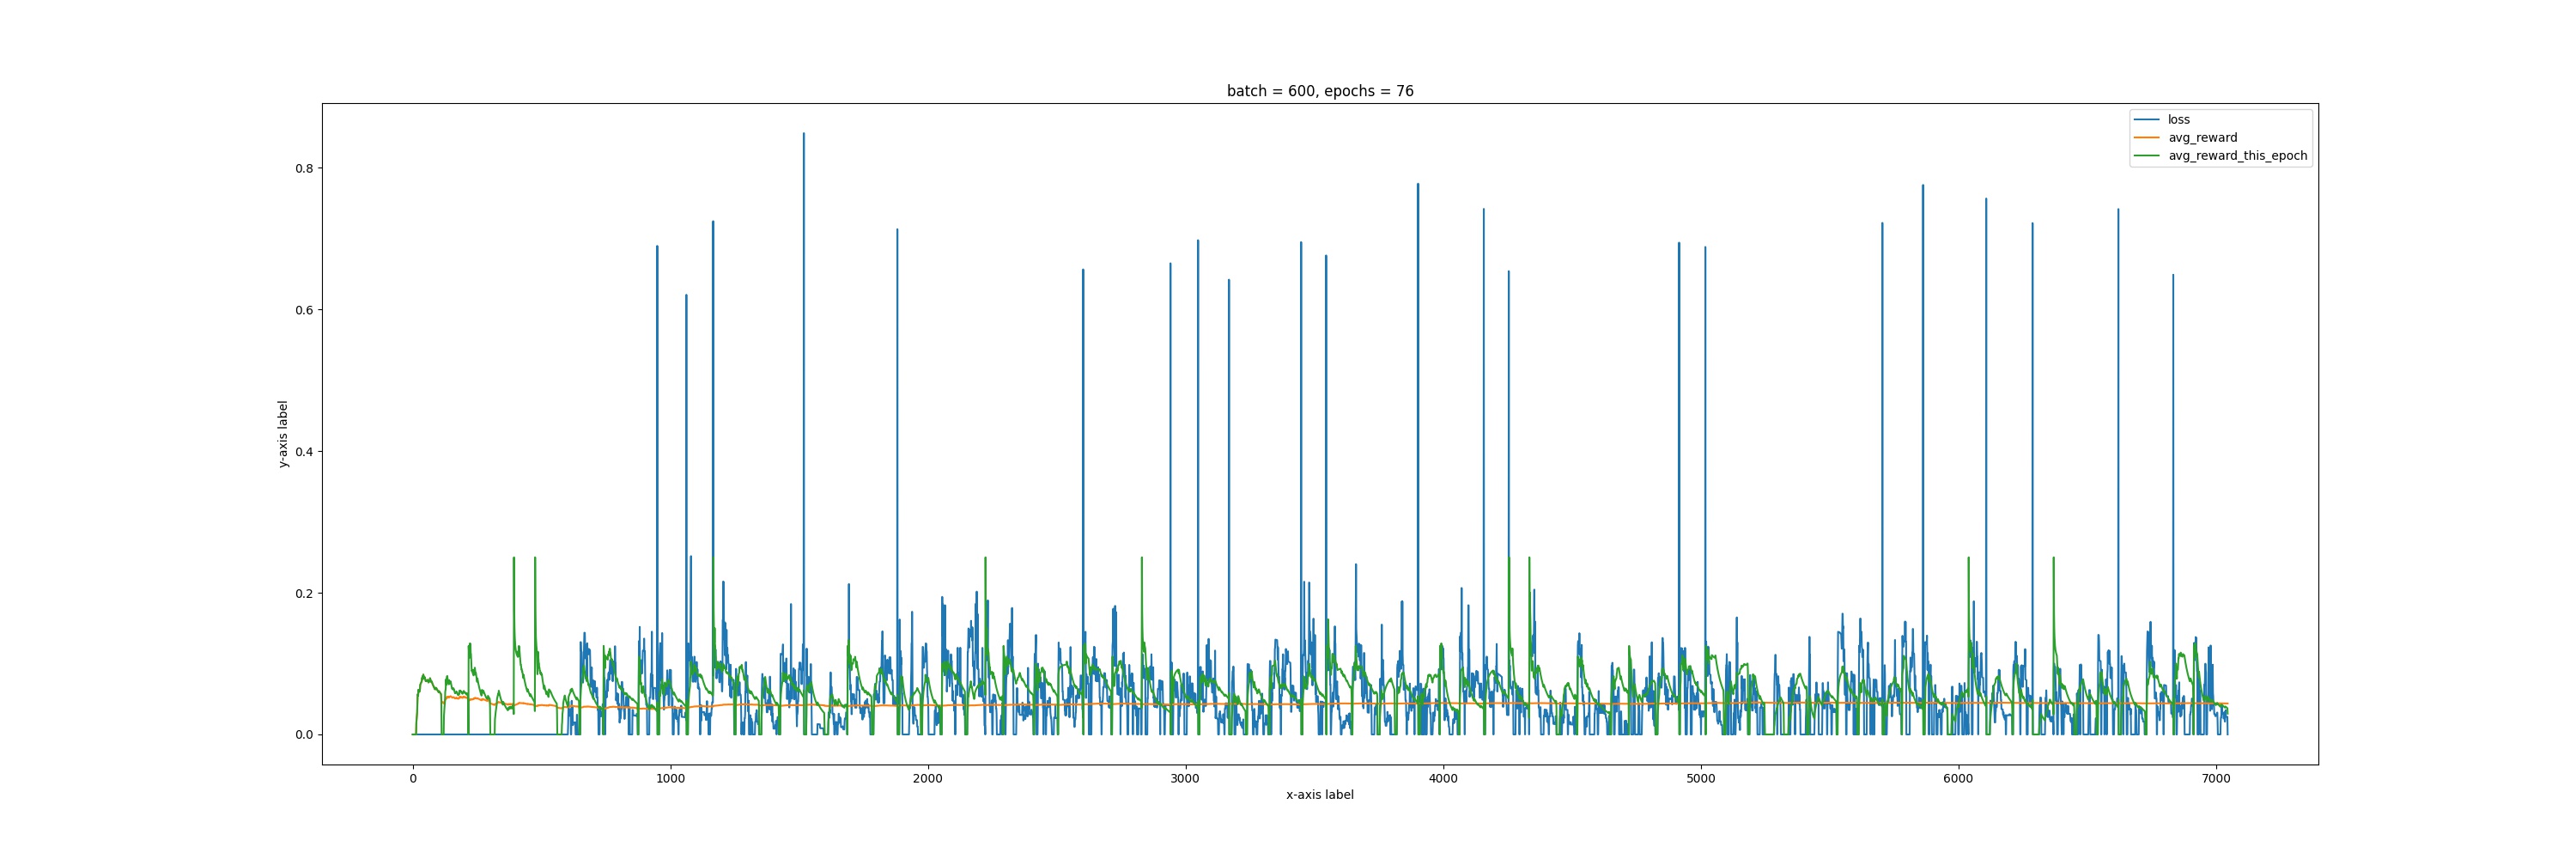 batch = 600, epochs = 76
loss
avg_reward
avg_reward_this_epoch
0.8
0.6
0.4
0.2
0.0
y-axis label
0 1000 2000 3000 4000 5000 6000 7000
x-axis label